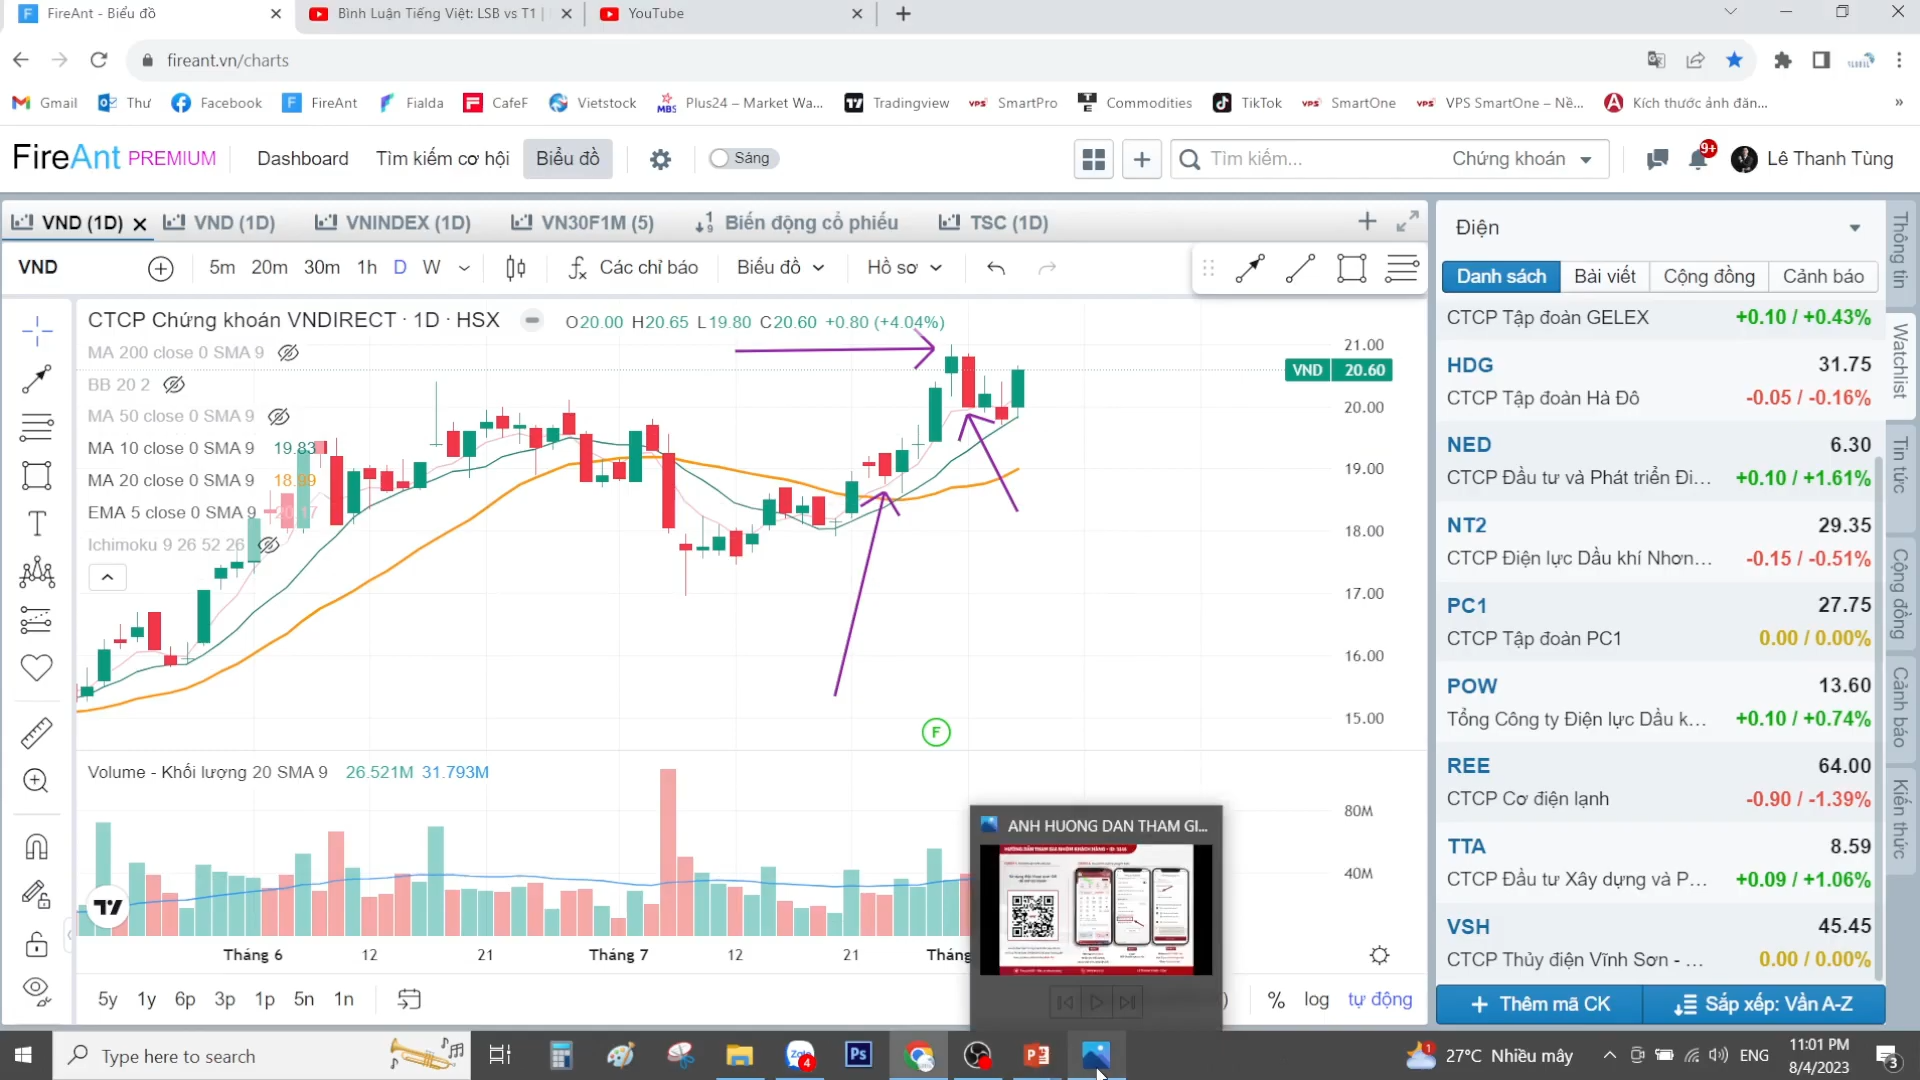 FireAnt - Biểu đồ
Bình Luận Tiếng Việt: LSB vs T1 |
YouTube
fireant.vn/charts
Gmail
Thư
Facebook
FireAnt
Fialda
CafeF
Vietstock
Plus24 – Market Wa...
Tradingview
SmartPro
Commodities
TikTok
SmartOne
VPS SmartOne – Nề...
Kích thước ảnh đăn...
»
FireAnt PREMIUM
Dashboard
Tìm kiếm cơ hội
Biểu đồ
Sáng
Tìm kiếm...
Chứng khoán
9+
Lê Thanh Tùng
VND (1D)
VND (1D)
VNINDEX (1D)
VN30F1M (5)
Biến động cổ phiếu
TSC (1D)
VND
5m 20m 30m 1h D W
Các chỉ báo
Biểu đồ
Hồ sơ
CTCP Chứng khoán VNDIRECT · 1D · HSX
O20.00 H20.65 L19.80 C20.60 +0.80 (+4.04%)
MA 200 close 0 SMA 9
BB 20 2
MA 50 close 0 SMA 9
MA 10 close 0 SMA 9 19.83
MA 20 close 0 SMA 9 18.99
EMA 5 close 0 SMA 9 20.17
Ichimoku 9 26 52 26
21.00
VND 20.60
20.00
19.00
18.00
17.00
16.00
15.00
F
Volume - Khối lượng 20 SMA 9 26.521M 31.793M
80M
40M
Tháng 6 12 21 Tháng 7 12 21 Tháng
5y 1y 6p 3p 1p 5n 1n
% log tự động
ANH HUONG DAN THAM GI...
Điện
Danh sách
Bài viết
Cộng đồng
Cảnh báo
CTCP Tập đoàn GELEX +0.10 / +0.43%
HDG 31.75
CTCP Tập đoàn Hà Đô -0.05 / -0.16%
NED 6.30
CTCP Đầu tư và Phát triển Đi... +0.10 / +1.61%
NT2 29.35
CTCP Điện lực Dầu khí Nhơn... -0.15 / -0.51%
PC1 27.75
CTCP Tập đoàn PC1 0.00 / 0.00%
POW 13.60
Tổng Công ty Điện lực Dầu k... +0.10 / +0.74%
REE 64.00
CTCP Cơ điện lạnh -0.90 / -1.39%
TTA 8.59
CTCP Đầu tư Xây dựng và P... +0.09 / +1.06%
VSH 45.45
CTCP Thủy điện Vĩnh Sơn - ... 0.00 / 0.00%
Thêm mã CK
Sắp xếp: Vần A-Z
Thông tin
Watchlist
Tin tức
Cộng đồng
Cảnh báo
Kiến thức
Type here to search
Zalo
4
Ps
1
27°C Nhiều mây
ENG
11:01 PM
8/4/2023
3